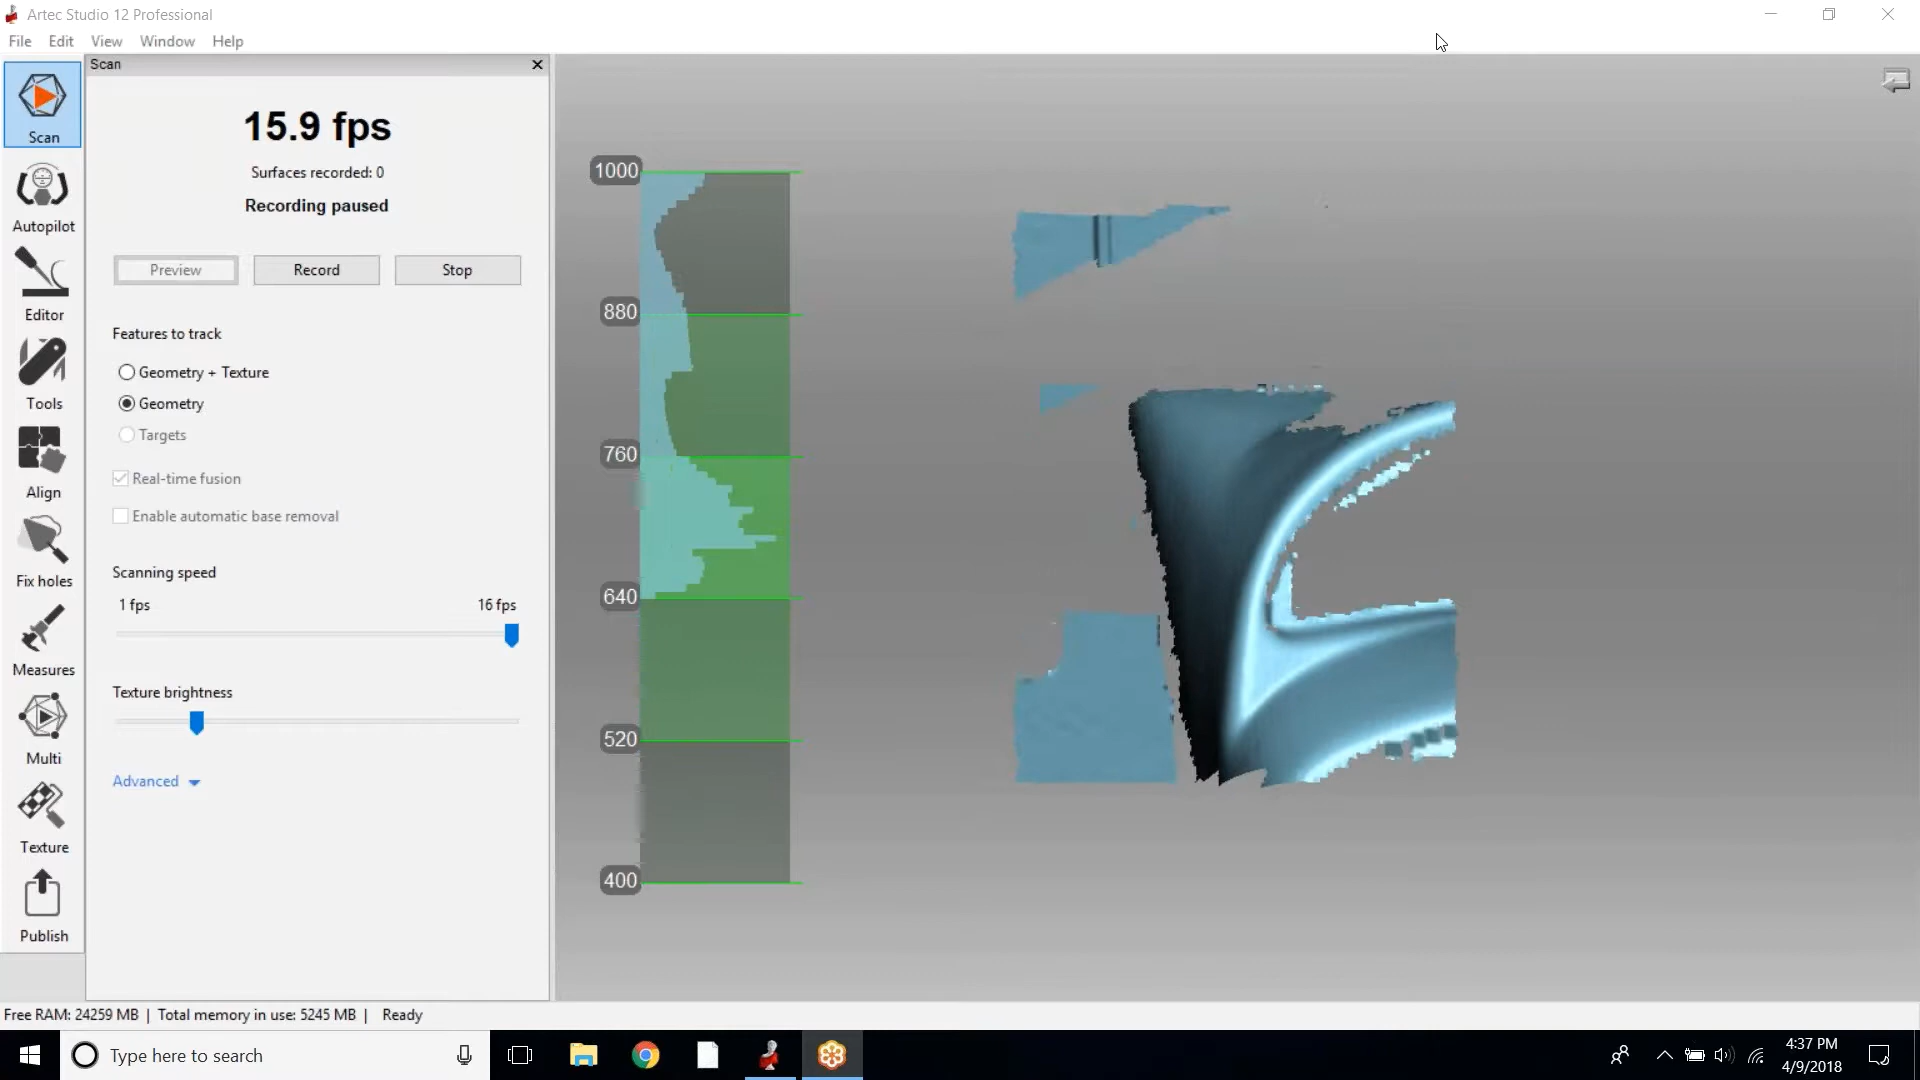 Artec Studio 12 Professional
File Edit View Window Help
Scan
Scan
Autopilot
Editor
Tools
Align
Fix holes
Measures
Multi
Texture
Publish
15.9 fps
Surfaces recorded: 0
Recording paused
Preview Record Stop
Features to track
Geometry + Texture
Geometry
Targets
Real-time fusion
Enable automatic base removal
Scanning speed
1 fps 16 fps
Texture brightness
Advanced
1000
880
760
640
520
400
Free RAM: 24259 MB | Total memory in use: 5245 MB | Ready
Type here to search
4:37 PM
4/9/2018